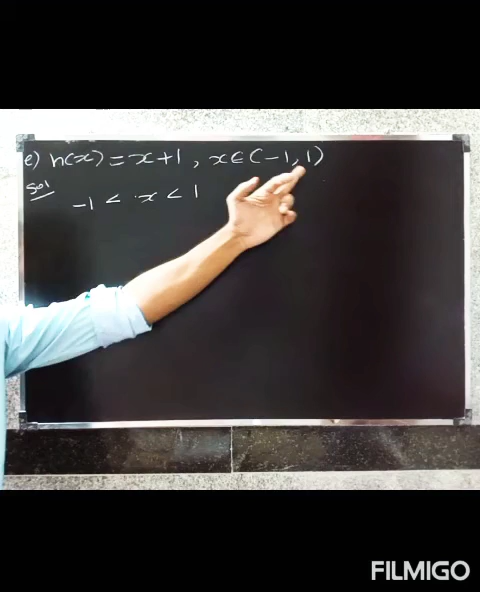 e) h(x) = x+1 , x ∈ (-1,1)
Sol
-1 < x < 1
FILMIGO